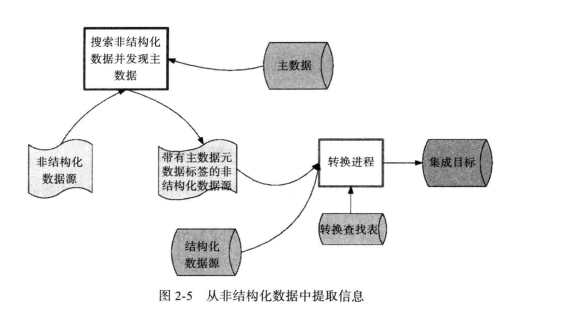 搜索非结构化
数据并发现主
数据
主数据
非结构化
数据源
带有主数据元
数据标签的非
结构化数据源
转换进程
集成目标
结构化
数据源
转换查找表
图 2-5 从非结构化数据中提取信息